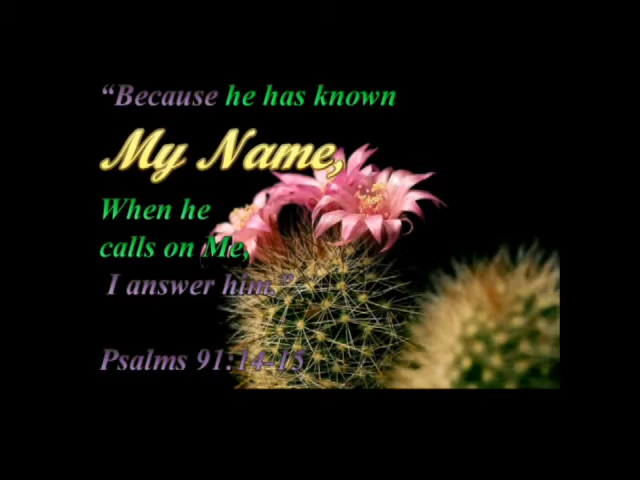 “Because he has known
My Name,
When he
calls on Me,
I answer him.”
Psalms 91:14-15